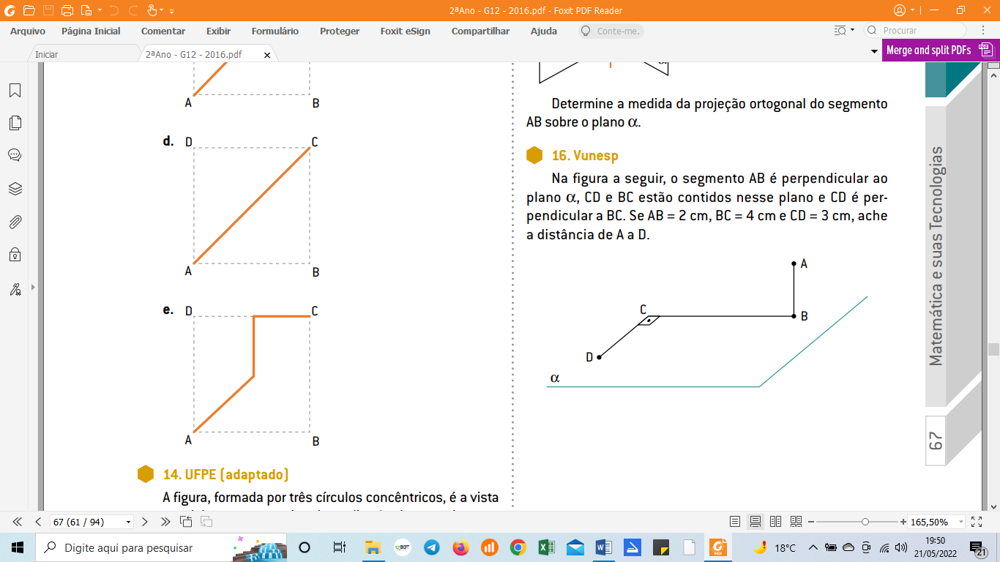 2ªAno - G12 - 2016.pdf - Foxit PDF Reader
Arquivo Página Inicial Comentar Exibir Formulário Proteger Foxit eSign Compartilhar Ajuda Conte-me. Procurar
Iniciar 2ªAno - G12 - 2016.pdf Merge and split PDFs
A B
d. D C
A B
e. D C
A B
14. UFPE (adaptado)
A figura, formada por três círculos concêntricos, é a vista
Determine a medida da projeção ortogonal do segmento
AB sobre o plano α.
16. Vunesp
Na figura a seguir, o segmento AB é perpendicular ao
plano α, CD e BC estão contidos nesse plano e CD é per-
pendicular a BC. Se AB = 2 cm, BC = 4 cm e CD = 3 cm, ache
a distância de A a D.
A
C
B
D
α
Matemática e suas Tecnologias
67
67 (61 / 94) 165,50%
Digite aqui para pesquisar
12BOT
PDF
18°C
19:50
21/05/2022
21